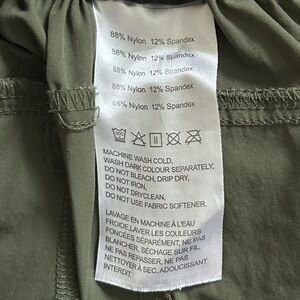 88% Nylon 12% Spandex
88% Nylon 12% Spandex
88% Nylon 12% Spandex
88% Nylon 12% Spandex
68% Nylon 12% Spandex
MACHINE WASH COLD,
WASH DARK COLOUR SEPARATELY,
DO NOT BLEACH, DRIP DRY,
DO NOT IRON,
DO NOT DRYCLEAN,
DO NOT USE FABRIC SOFTENER.
LAVAGE EN MACHINE À L'EAU
FROIDE,LAVER LES COULEURS
FONCÉES SÉPARÉMENT, NE PAS
BLANCHER, SÉCHAGE SUR FIL-
NE PAS REPASSER, NE PAS
NETTOYER À SEC, ADOUCISSANT
INTERDIT.